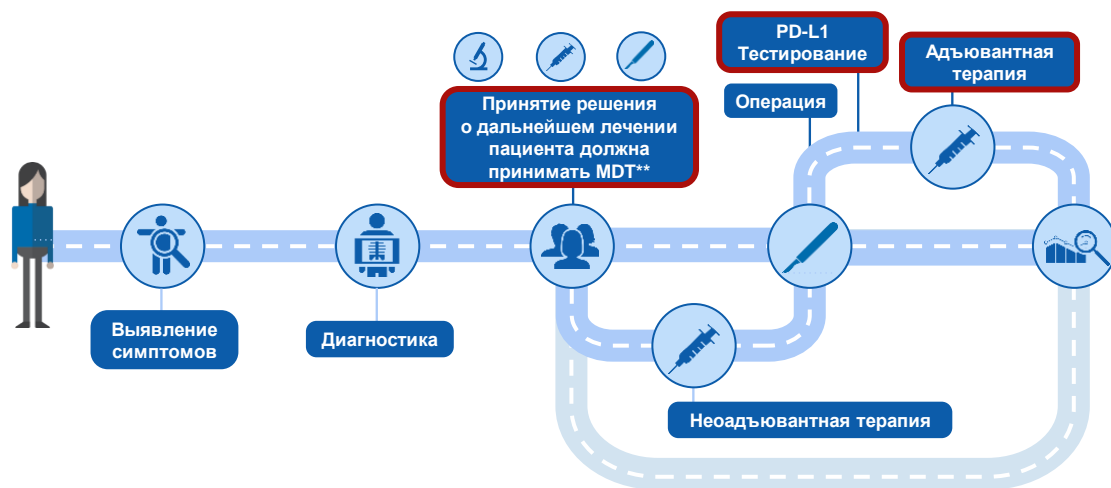 PD-L1
Тестирование
Адъювантная
терапия
Принятие решения
о дальнейшем лечении
пациента должна
принимать MDT**
Операция
Выявление
симптомов
Диагностика
Неоадъювантная терапия